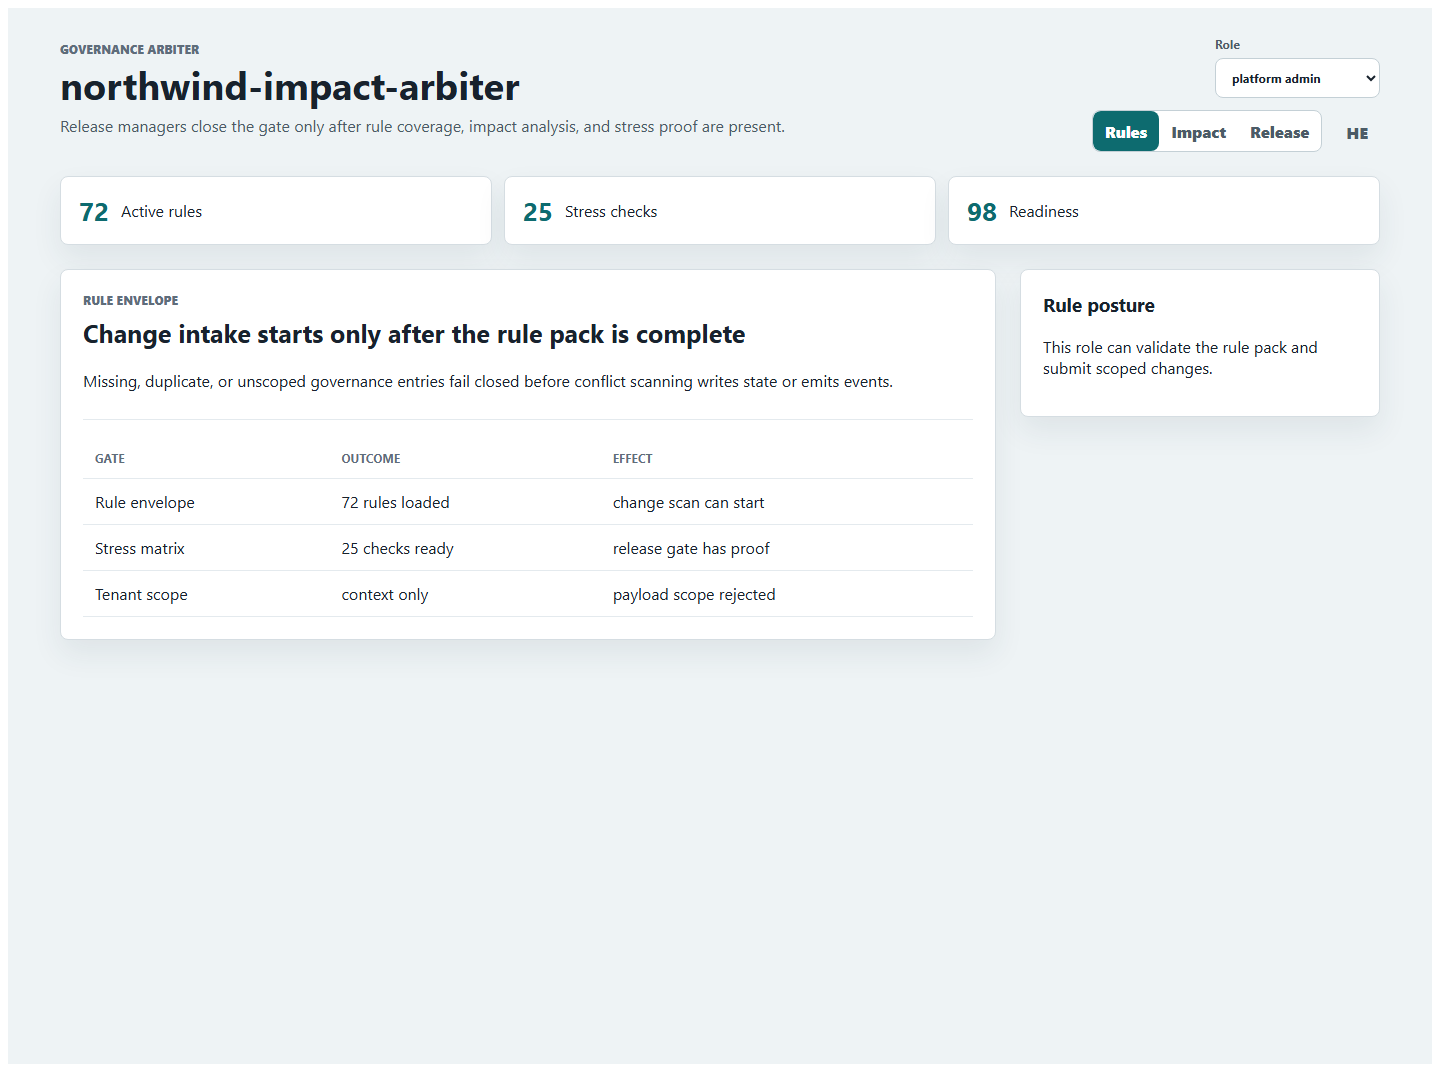 GOVERNANCE ARBITER
northwind-impact-arbiter
Release managers close the gate only after rule coverage, impact analysis, and stress proof are present.
Role
platform admin
Rules Impact Release HE
72 Active rules
25 Stress checks
98 Readiness
RULE ENVELOPE
Change intake starts only after the rule pack is complete
Missing, duplicate, or unscoped governance entries fail closed before conflict scanning writes state or emits events.
GATE OUTCOME EFFECT
Rule envelope 72 rules loaded change scan can start
Stress matrix 25 checks ready release gate has proof
Tenant scope context only payload scope rejected
Rule posture
This role can validate the rule pack and
submit scoped changes.